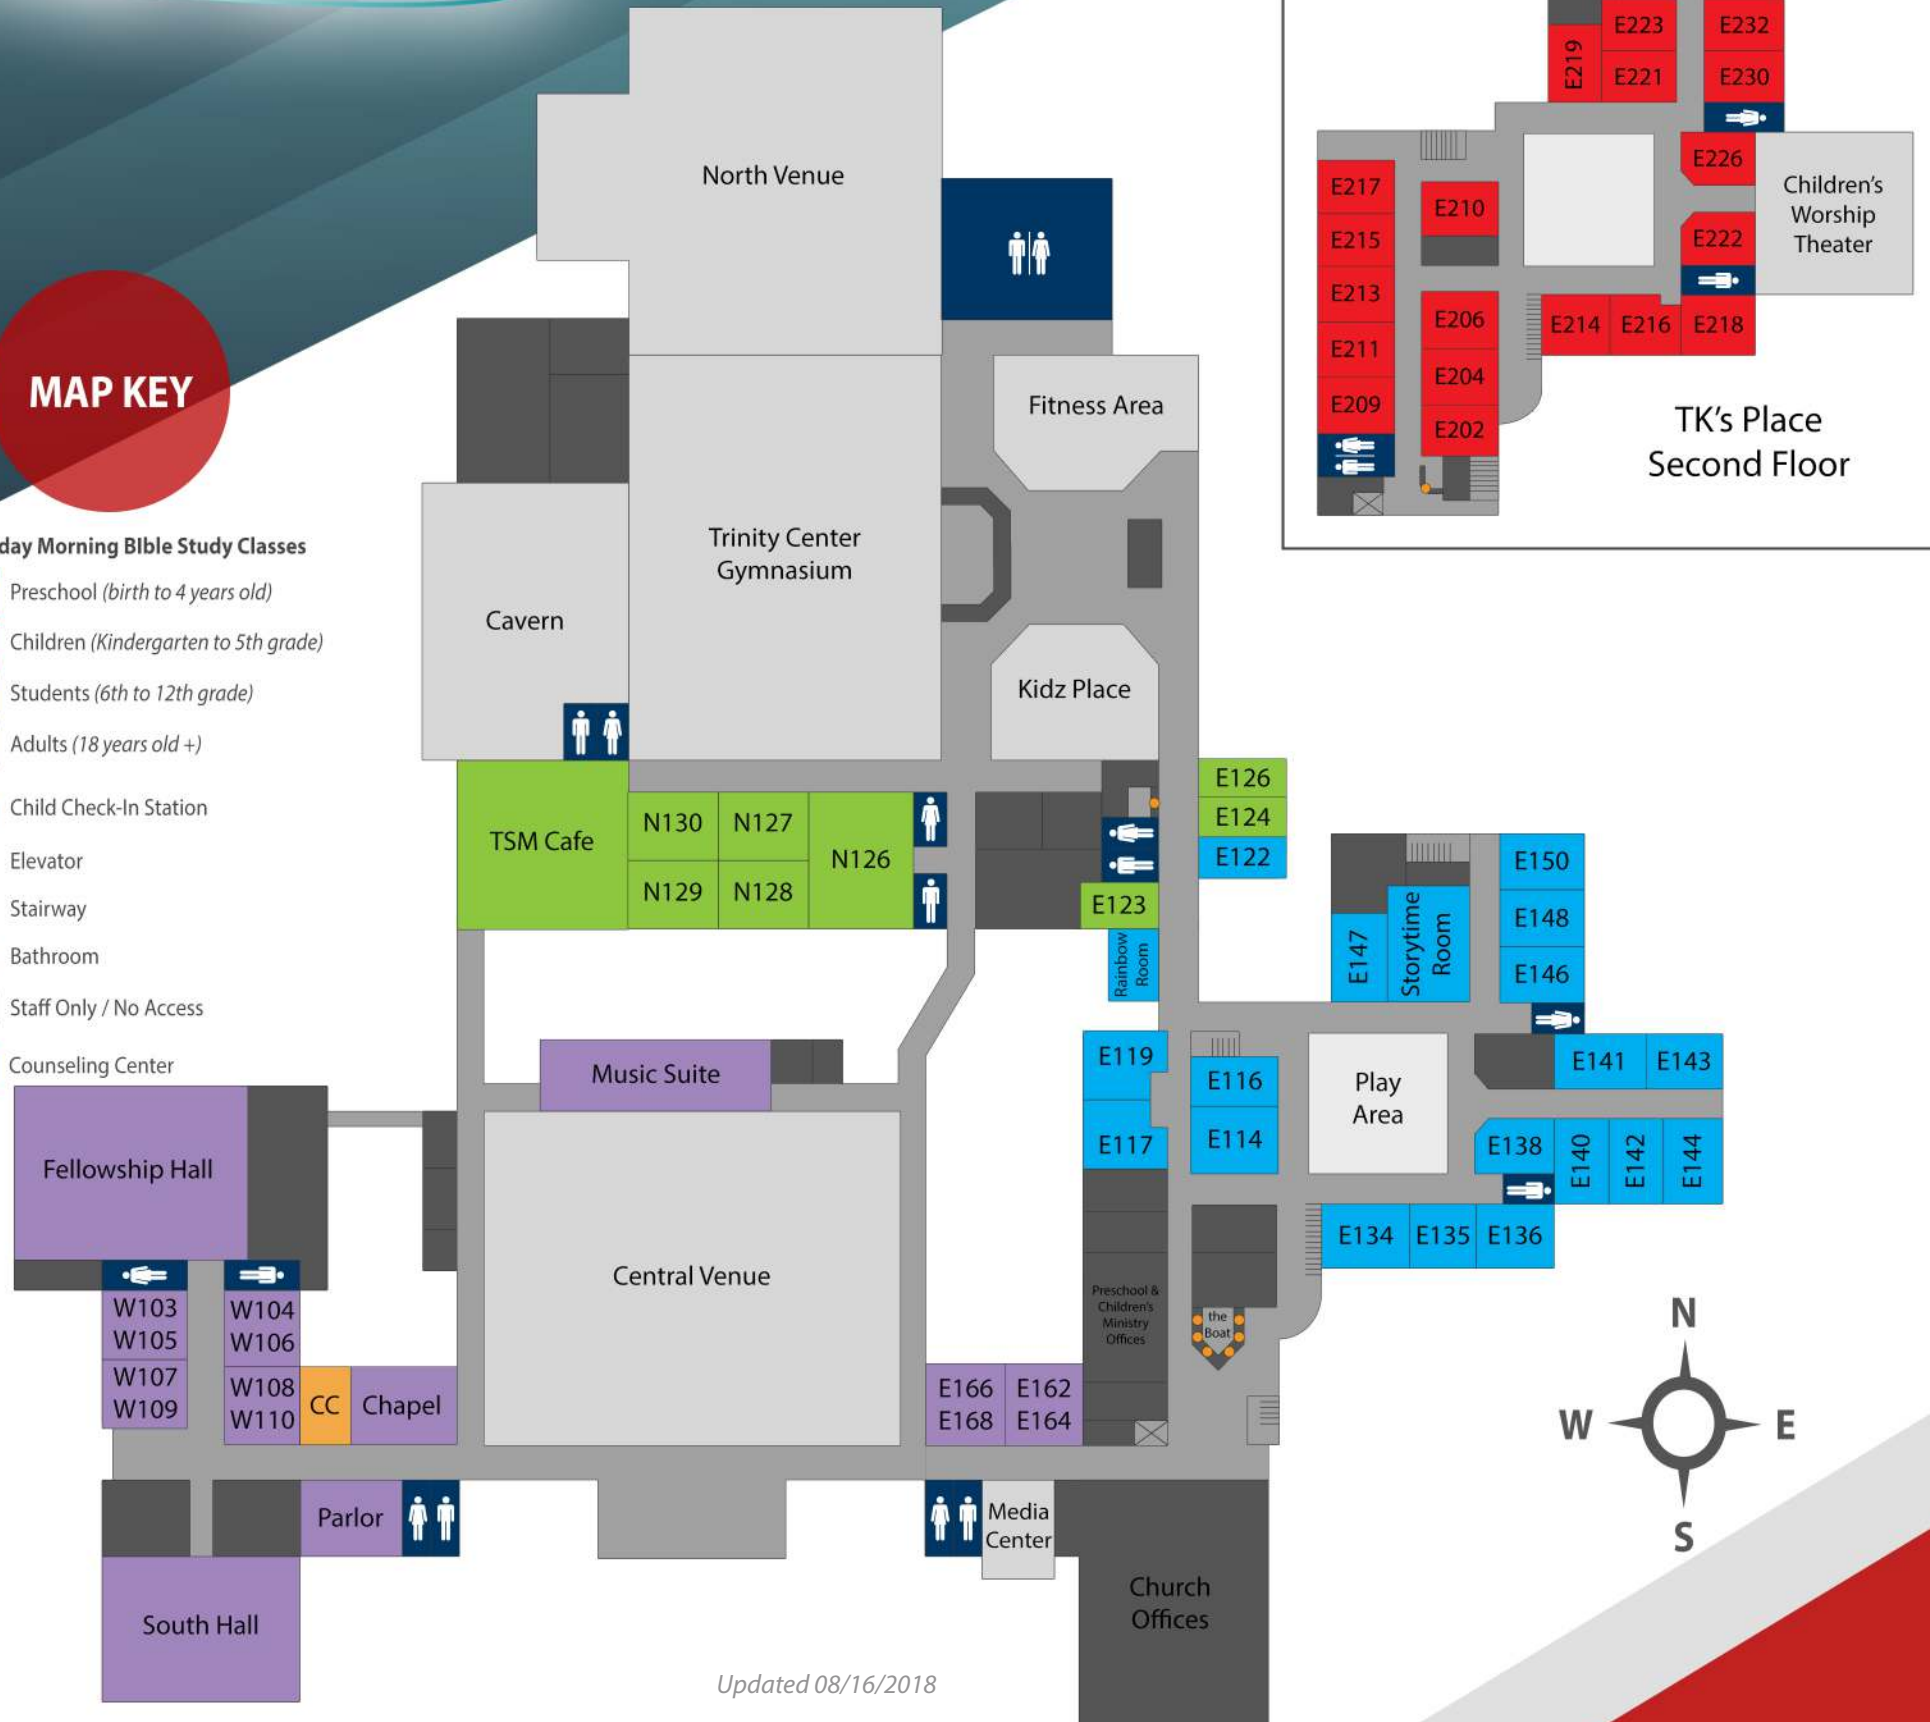 MAP KEY
day Morning BIble Study Classes
Preschool (birth to 4 years old)
Children (Kindergarten to 5th grade)
Students (6th to 12th grade)
Adults (18 years old +)
Child Check-In Station
Elevator
Stairway
Bathroom
Staff Only / No Access
Counseling Center
North Venue
Fitness Area
Trinity Center
Gymnasium
Cavern
Kidz Place
TSM Cafe
N130
N127
N126
N129
N128
E126
E124
E122
E123
Rainbow
Room
E147
Storytime
Room
E150
E148
E146
E141
E143
E119
E116
E117
E114
Play
Area
E138
E140
E142
E144
E134
E135
E136
Music Suite
Fellowship Hall
Central Venue
Preschool &
Children's
Ministry
Offices
the
Boat
W103
W105
W107
W109
W104
W106
W108
W110
CC
Chapel
E166
E168
E162
E164
Parlor
Media
Center
South Hall
Church
Offices
Updated 08/16/2018
N
W
E
S
E219
E223
E221
E232
E230
E226
E222
Children's
Worship
Theater
E217
E215
E213
E211
E209
E210
E206
E204
E202
E214
E216
E218
TK's Place
Second Floor